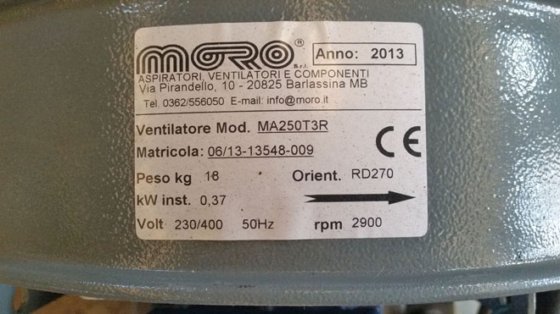 MORO® S.r.l. Anno: 2013
ASPIRATORI, VENTILATORI E COMPONENTI
Via Pirandello, 10 - 20825 Barlassina MB
Tel. 0362/556050 E-mail: info@moro.it
Ventilatore Mod. MA250T3R
Matricola: 06/13-13548-009 CE
Peso kg 16 Orient. RD270
kW inst. 0,37
Volt 230/400 50Hz rpm 2900